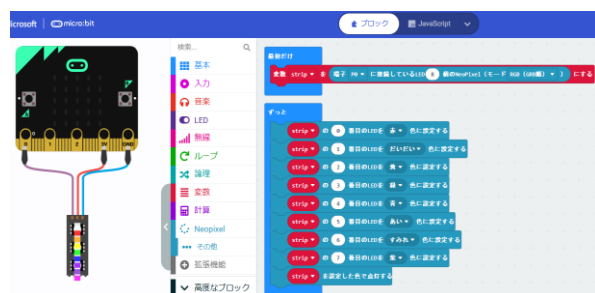 icrosoft
micro:bit
ブロック
JavaScript
検索...
基本
入力
音楽
LED
無線
ループ
論理
変数
計算
Neopixel
その他
拡張機能
高度なブロック
0 1 2 3V GND
最初だけ
変数 strip を 端子 P0 に接続しているLED 8 個のNeoPixel (モード RGB (GRB順) ) にする
ずっと
strip の 0 番目のLEDを 赤 色に設定する
strip の 1 番目のLEDを だいだい 色に設定する
strip の 2 番目のLEDを 黄 色に設定する
strip の 3 番目のLEDを 緑 色に設定する
strip の 4 番目のLEDを 青 色に設定する
strip の 5 番目のLEDを あい 色に設定する
strip の 6 番目のLEDを すみれ 色に設定する
strip の 7 番目のLEDを 紫 色に設定する
strip を設定した色で点灯する